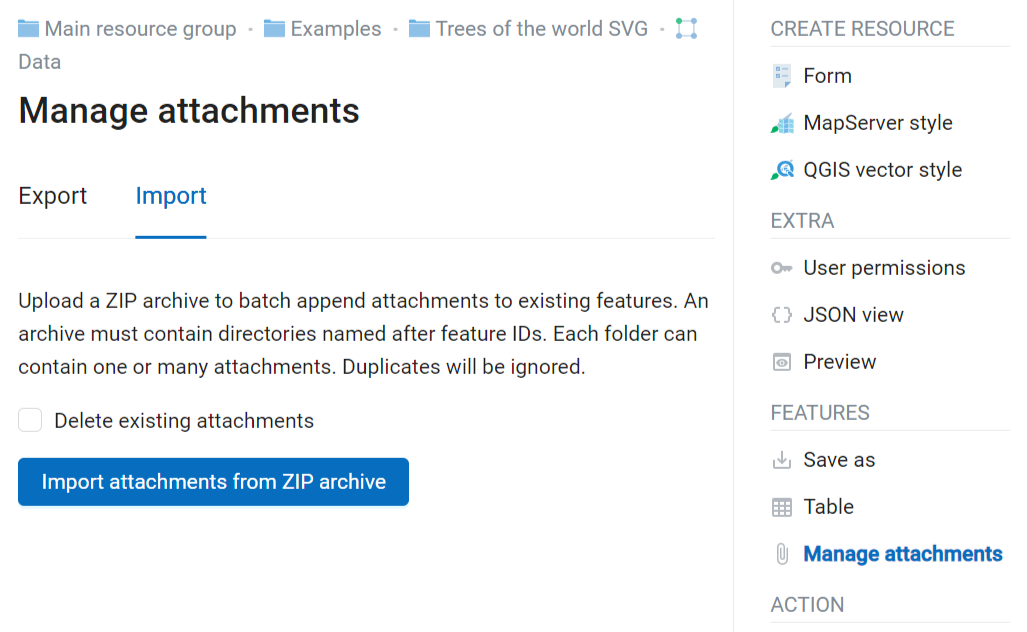 Main resource group · Examples · Trees of the world SVG ·
Data
Manage attachments
Export Import
Upload a ZIP archive to batch append attachments to existing features. An
archive must contain directories named after feature IDs. Each folder can
contain one or many attachments. Duplicates will be ignored.
Delete existing attachments
Import attachments from ZIP archive
CREATE RESOURCE
Form
MapServer style
QGIS vector style
EXTRA
User permissions
JSON view
Preview
FEATURES
Save as
Table
Manage attachments
ACTION